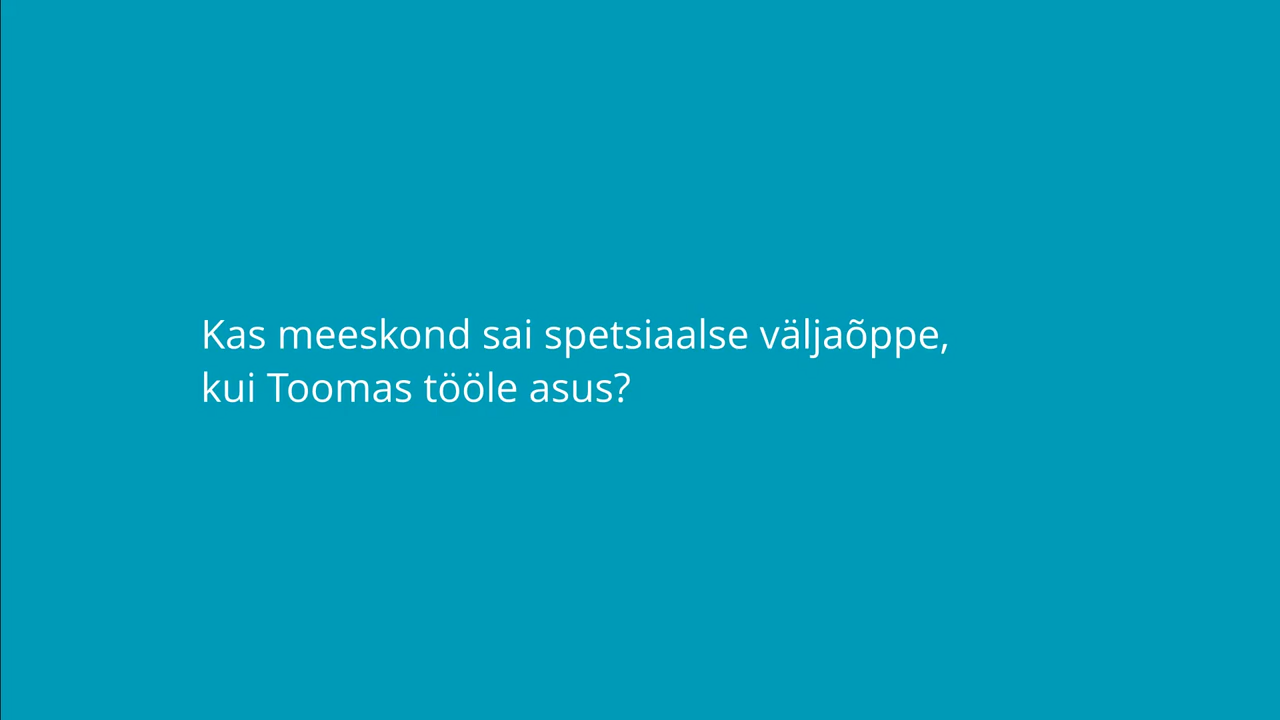 Kas meeskond sai spetsiaalse väljaõppe,
kui Toomas tööle asus?